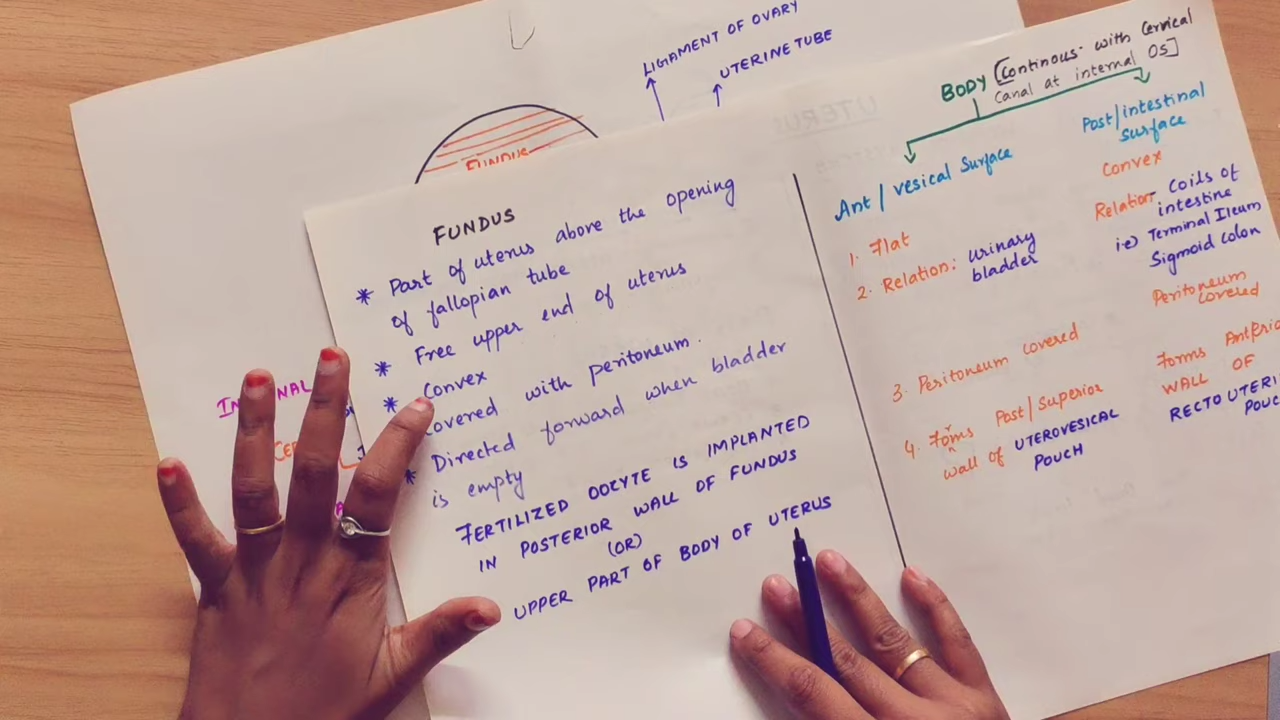 LIGAMENT OF OVARY
UTERINE TUBE
FUNDUS
FUNDUS
* Part of uterus above the opening
of fallopian tube
* Free upper end of uterus
* Convex
covered with peritoneum.
* Directed forward when bladder
is empty
FERTILIZED OOCYTE IS IMPLANTED
IN POSTERIOR WALL OF FUNDUS
(OR)
UPPER PART OF BODY OF UTERUS
BODY [Continous with Cervical
Canal at internal OS]
Ant / vesical Surface
1. Flat
2. Relation: urinary
bladder
3. Peritoneum covered
4. Forms Post/Superior
wall of UTEROVESICAL
POUCH
Post/intestinal
surface
Convex
Relation- Coils of
intestine
i.e) Terminal Ileum
Sigmoid colon
Peritoneum
covered
Forms
WALL OF
RECTO